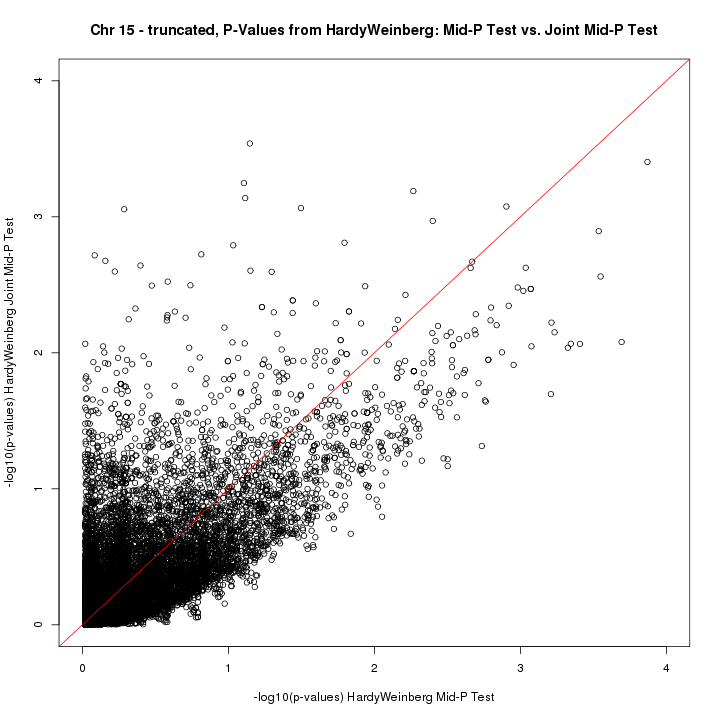 Chr 15 - truncated, P-Values from HardyWeinberg: Mid-P Test vs. Joint Mid-P Test
-log10(p-values) HardyWeinberg Joint Mid-P Test
4
3
2
1
0
0 1 2 3 4
-log10(p-values) HardyWeinberg Mid-P Test